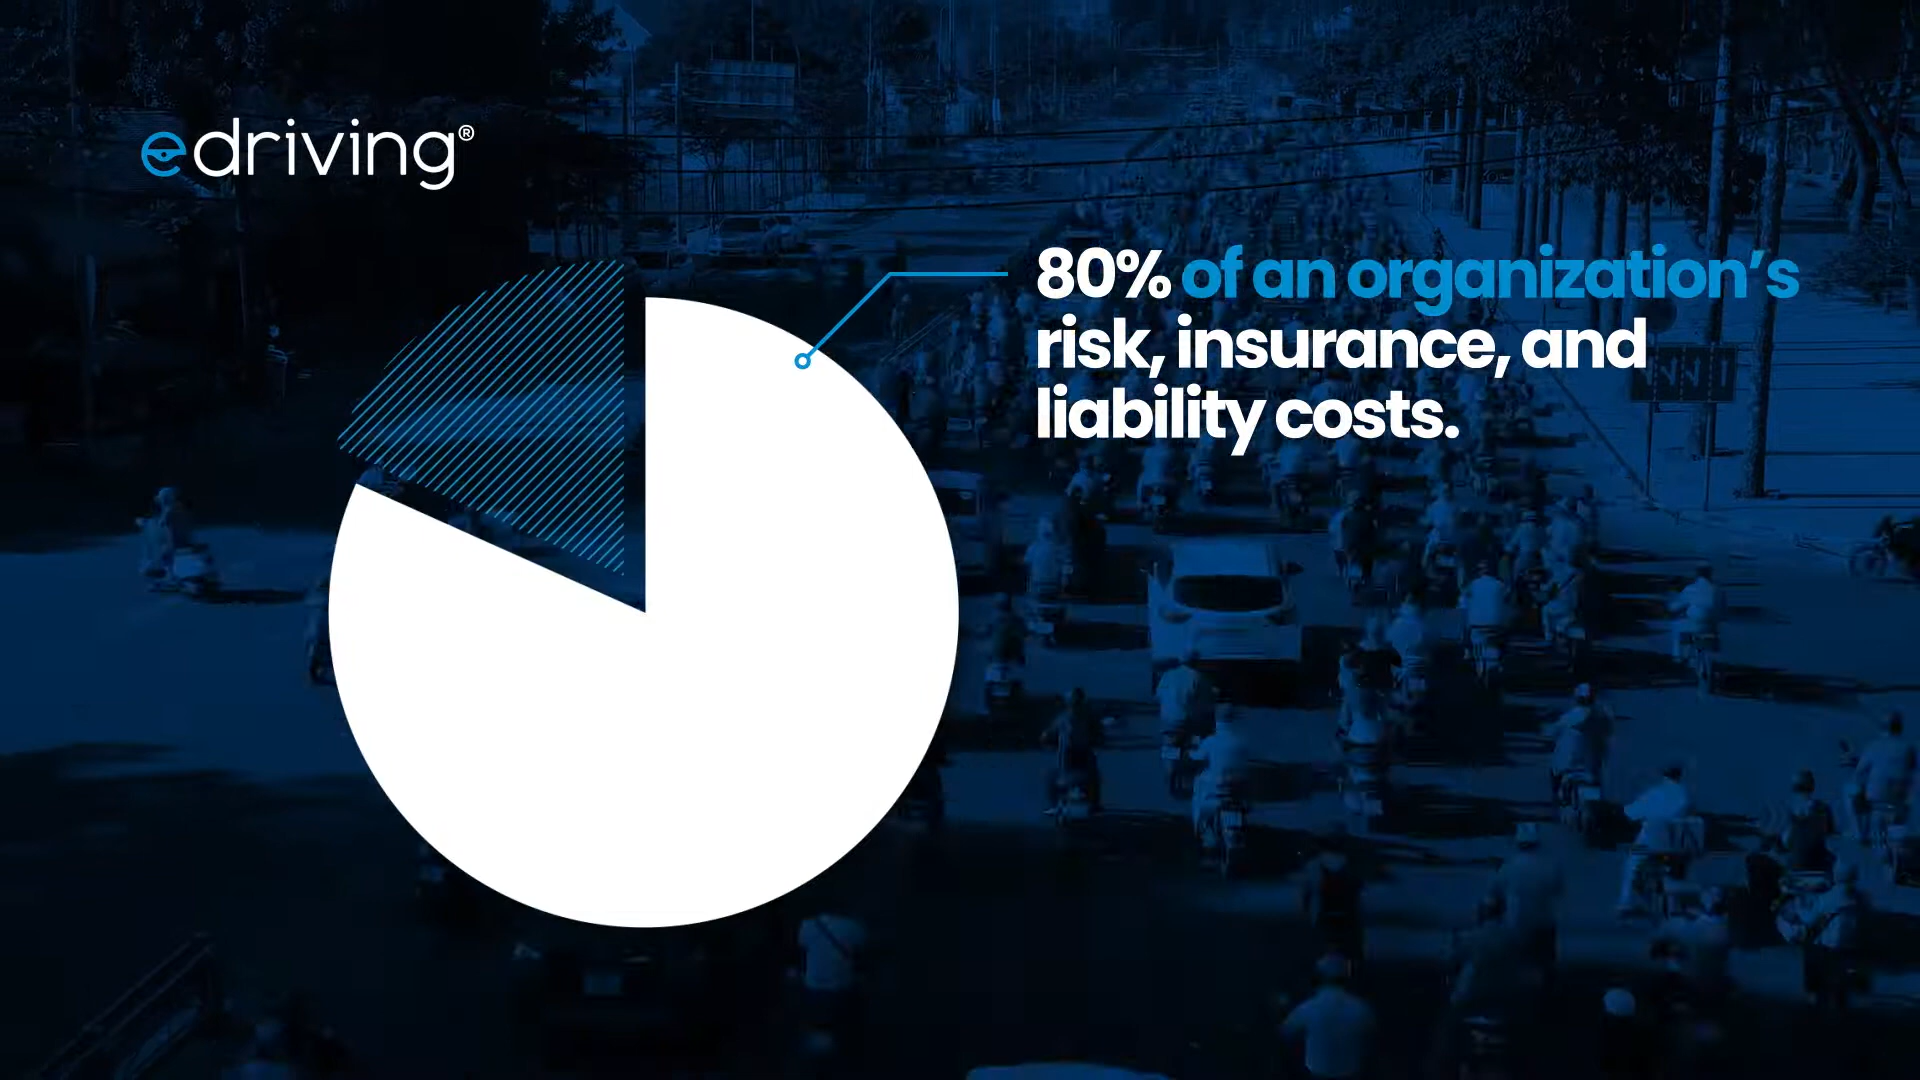 edriving®
80% of an organization’s
risk, insurance, and
liability costs.